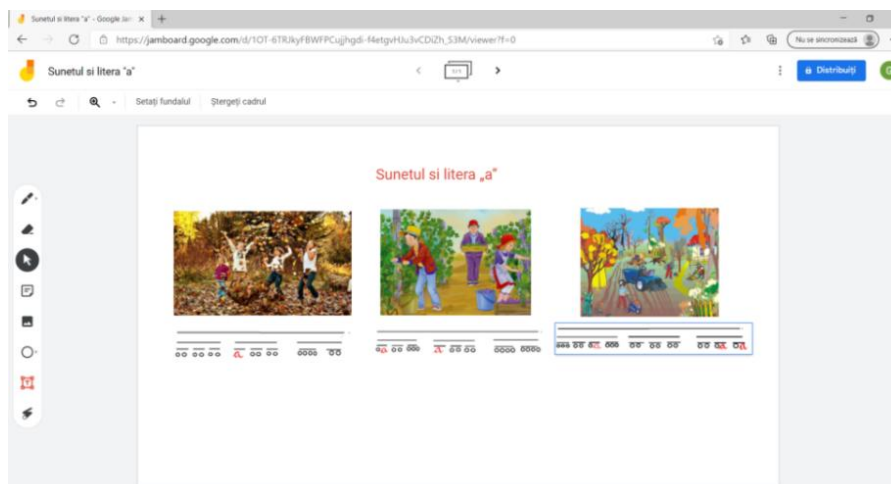 Sunetul si litera "a" - Google Jam
https://jamboard.google.com/d/1OT-6TRJkyFBWFPCujjhgdi-f4etgvHJu3vCDiZh_S3M/viewer?f=0
Nu se sincronizează
Sunetul si litera "a"
Distribuiți
Setați fundalul Ștergeți cadrul
Sunetul si litera „a"
a a a a a a